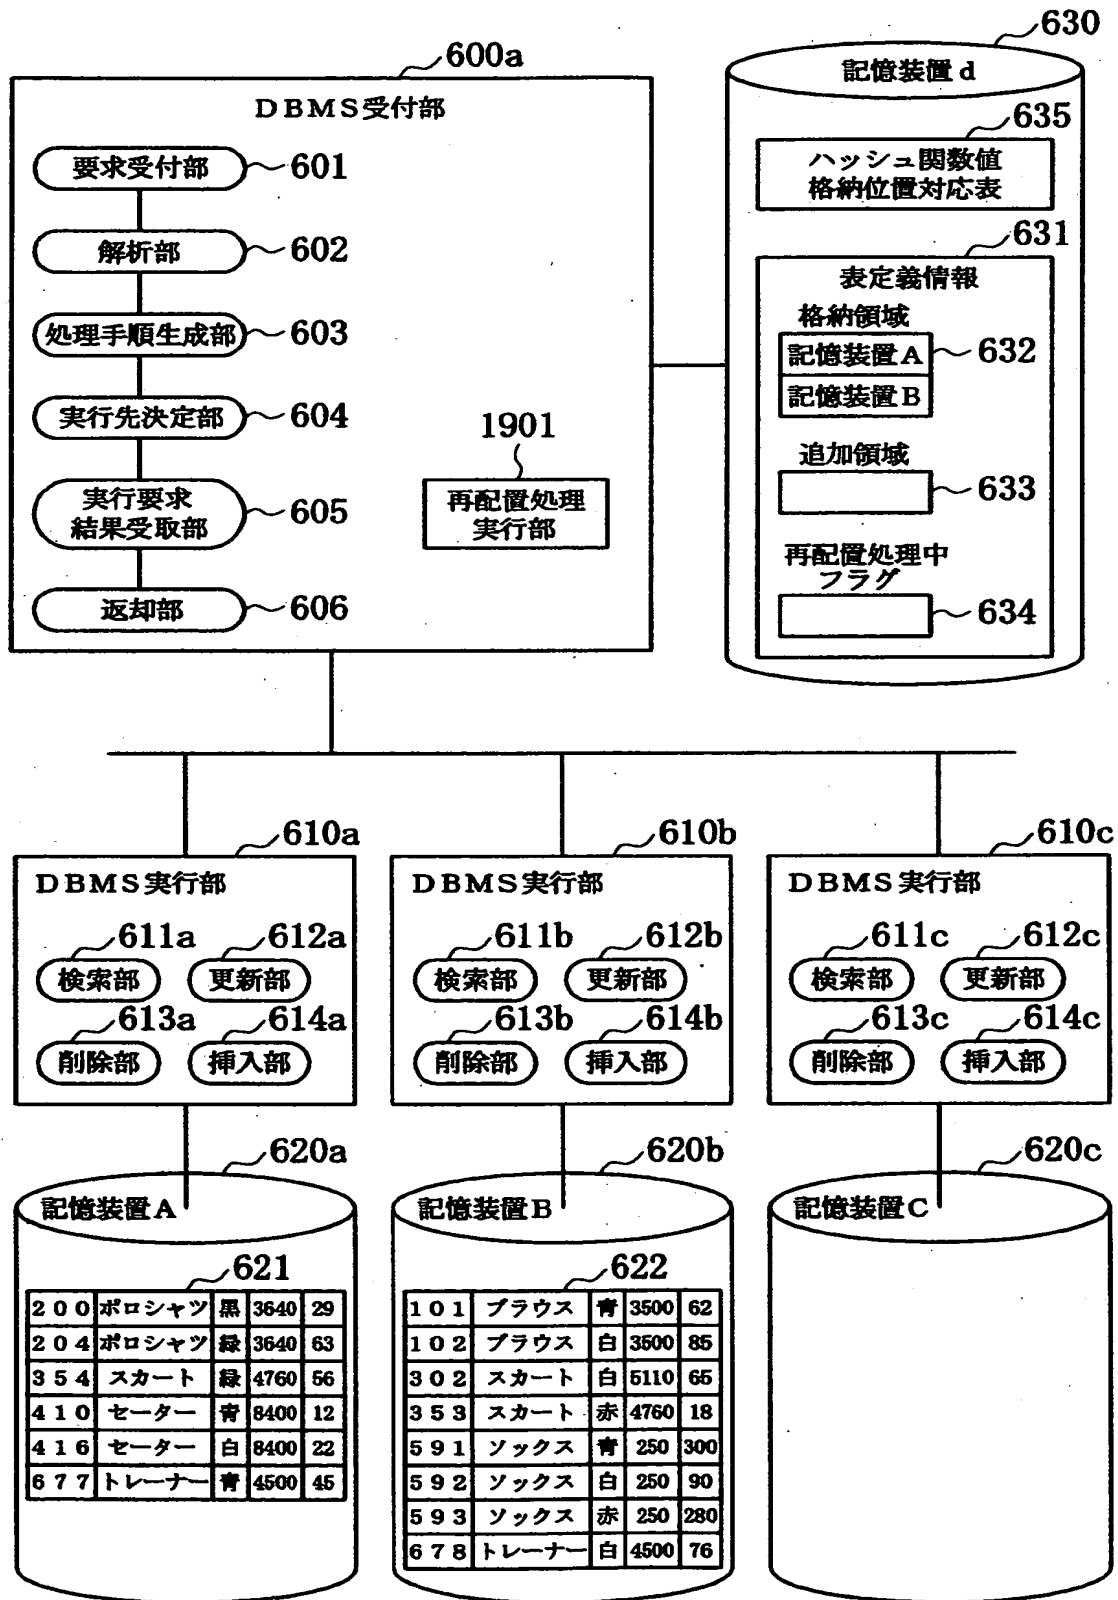 600a
DBMS受付部
要求受付部 601
解析部 602
処理手順生成部 603
実行先決定部 604
実行要求
結果受取部 605
返却部 606
1901
再配置処理
実行部
630
記憶装置d
635
ハッシュ関数値
格納位置対応表
631
表定義情報
格納領域
記憶装置A 632
記憶装置B
追加領域
633
再配置処理中
フラグ
634
610a
DBMS実行部
611a 612a
検索部 更新部
613a 614a
削除部 挿入部
610b
DBMS実行部
611b 612b
検索部 更新部
613b 614b
削除部 挿入部
610c
DBMS実行部
611c 612c
検索部 更新部
613c 614c
削除部 挿入部
620a
記憶装置A
621
200 ポロシャツ 黒 3640 29
204 ポロシャツ 緑 3640 63
354 スカート 緑 4760 56
410 セーター 青 8400 12
416 セーター 白 8400 22
677 トレーナー 青 4500 45
620b
記憶装置B
622
101 ブラウス 青 3500 62
102 ブラウス 白 3500 85
302 スカート 白 5110 65
353 スカート 赤 4760 18
591 ソックス 青 250 300
592 ソックス 白 250 90
593 ソックス 赤 250 280
678 トレーナー 白 4500 76
620c
記憶装置C